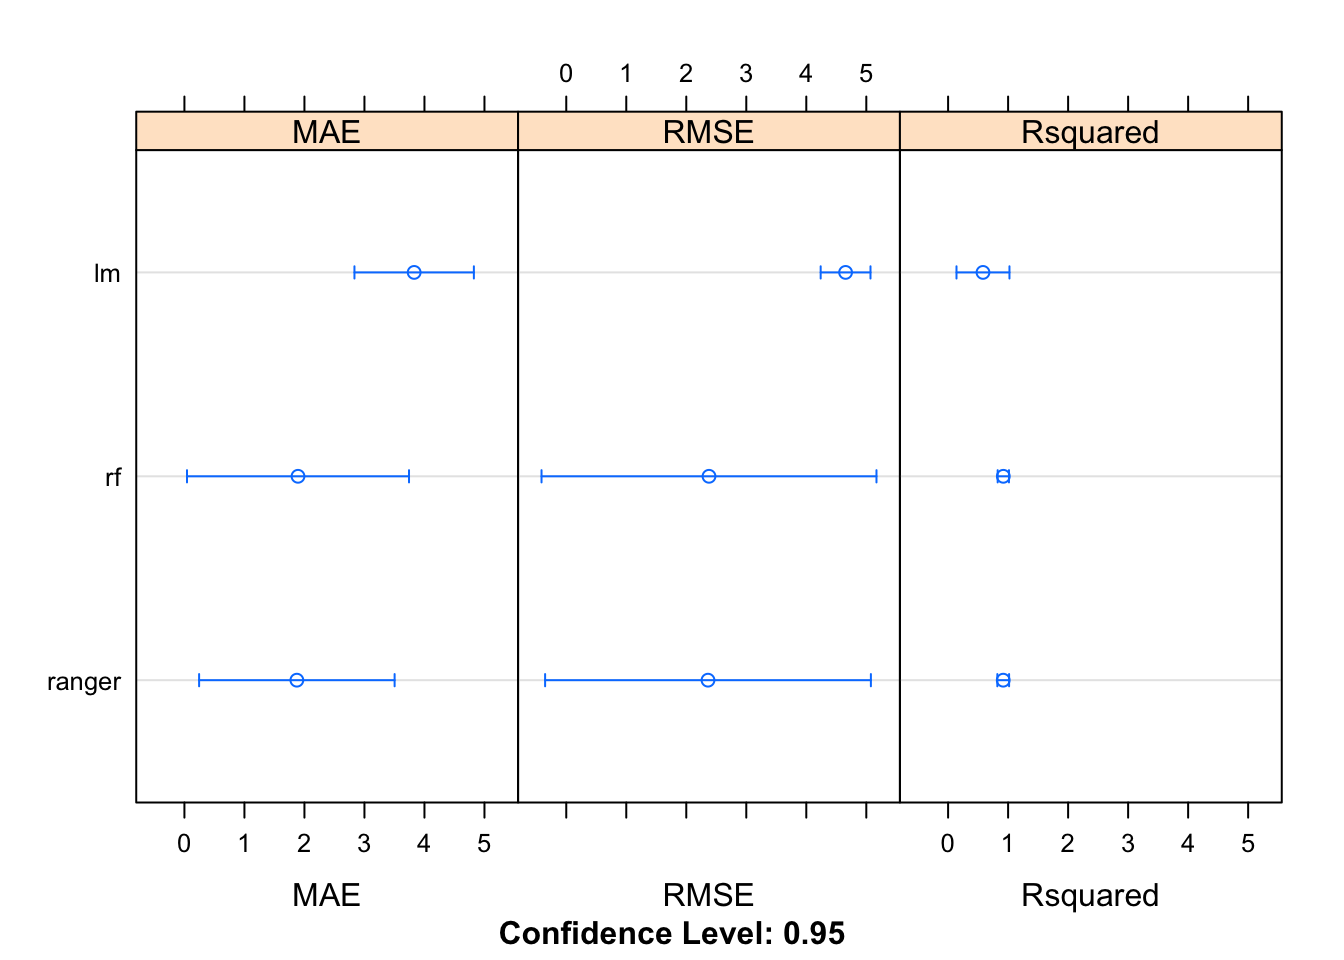 0 1 2 3 4 5
MAE RMSE Rsquared
lm
rf
ranger
0 1 2 3 4 5 0 1 2 3 4 5
MAE RMSE Rsquared
Confidence Level: 0.95